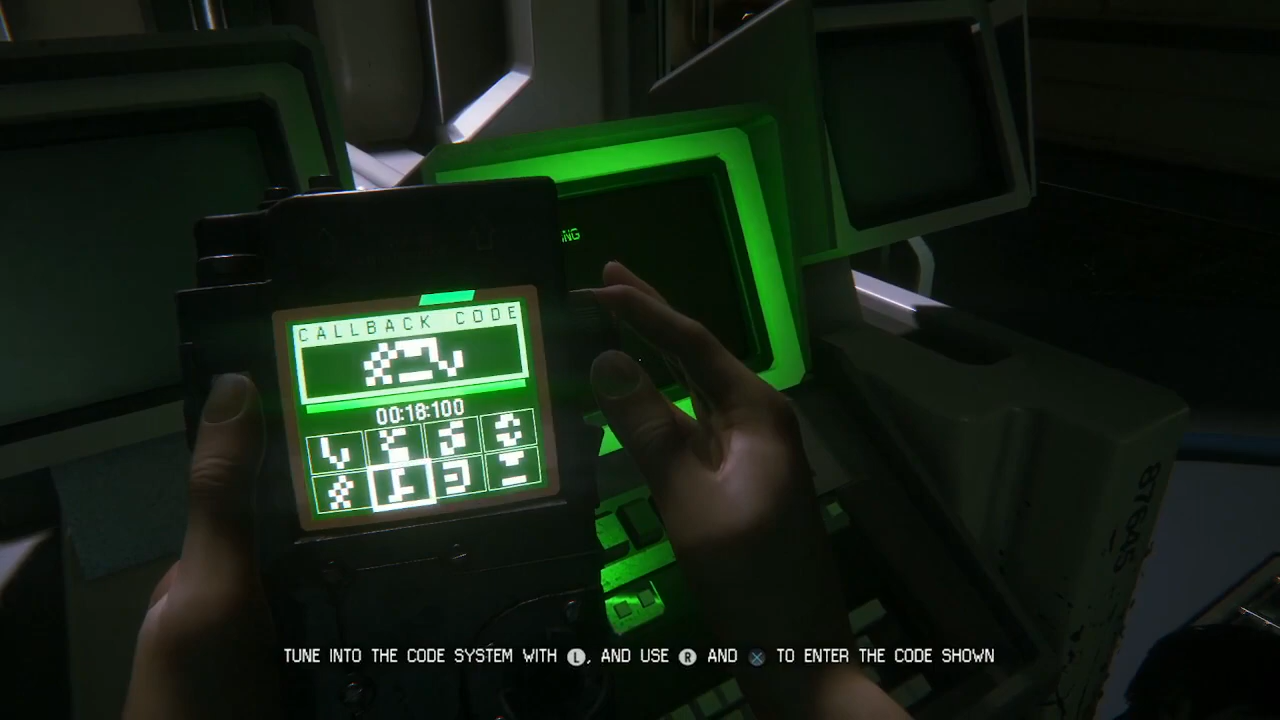 CALLBACK CODE
00:18:100
87645
TUNE INTO THE CODE SYSTEM WITH L, AND USE R AND X TO ENTER THE CODE SHOWN